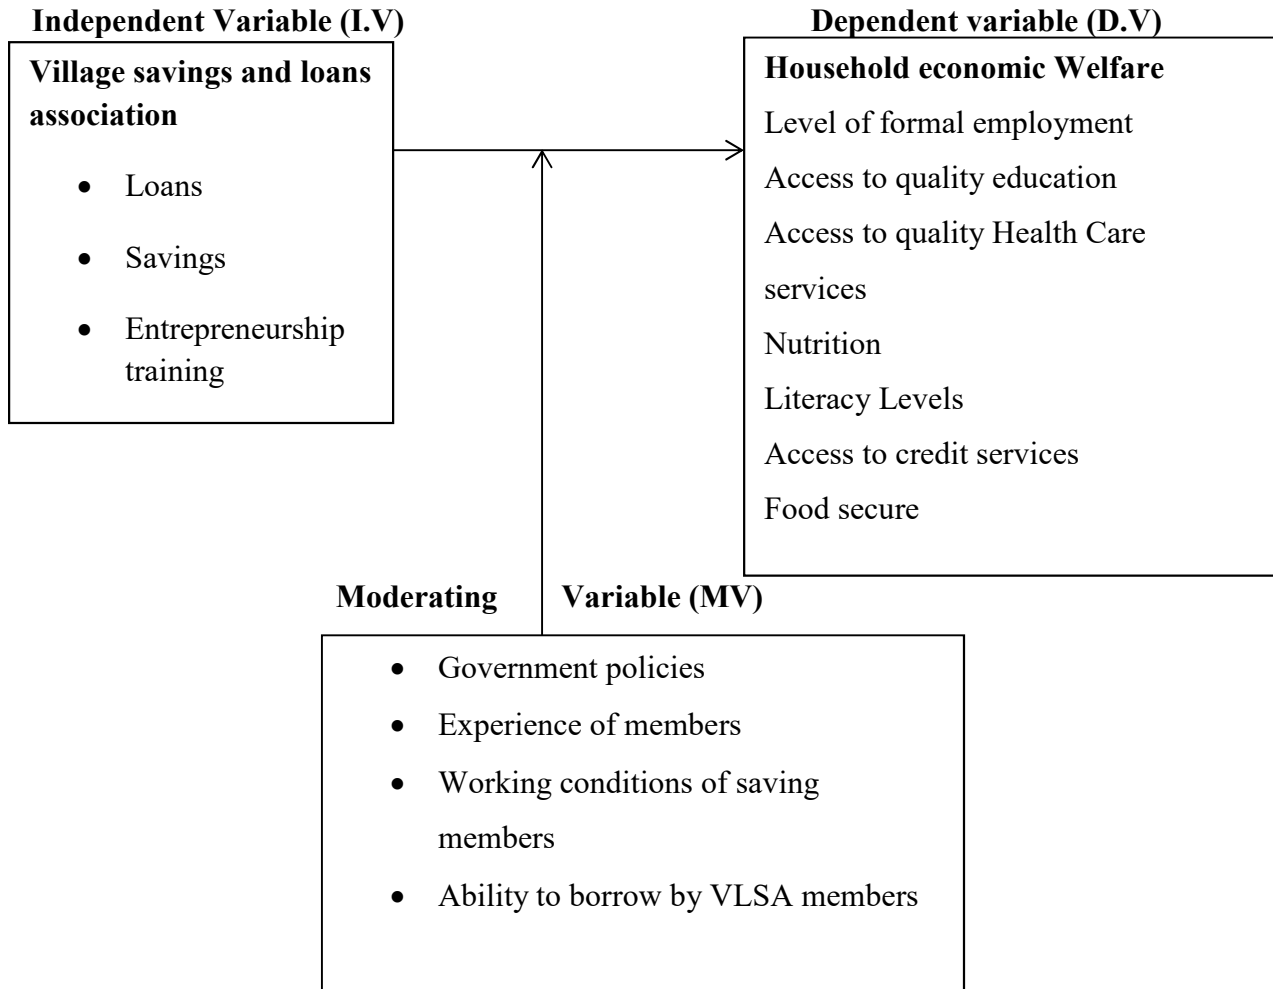 Independent Variable (I.V)
Village savings and loans
association
• Loans
• Savings
• Entrepreneurship
training
Dependent variable (D.V)
Household economic Welfare
Level of formal employment
Access to quality education
Access to quality Health Care
services
Nutrition
Literacy Levels
Access to credit services
Food secure
Moderating Variable (MV)
• Government policies
• Experience of members
• Working conditions of saving
members
• Ability to borrow by VLSA members